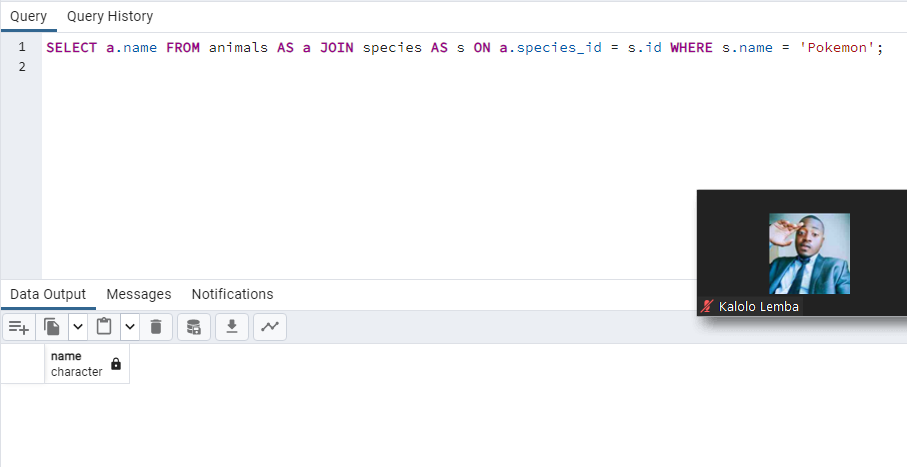 Query Query History
1 SELECT a.name FROM animals AS a JOIN species AS s ON a.species_id = s.id WHERE s.name = 'Pokemon';
2
Kalolo Lemba
Data Output Messages Notifications
name
character